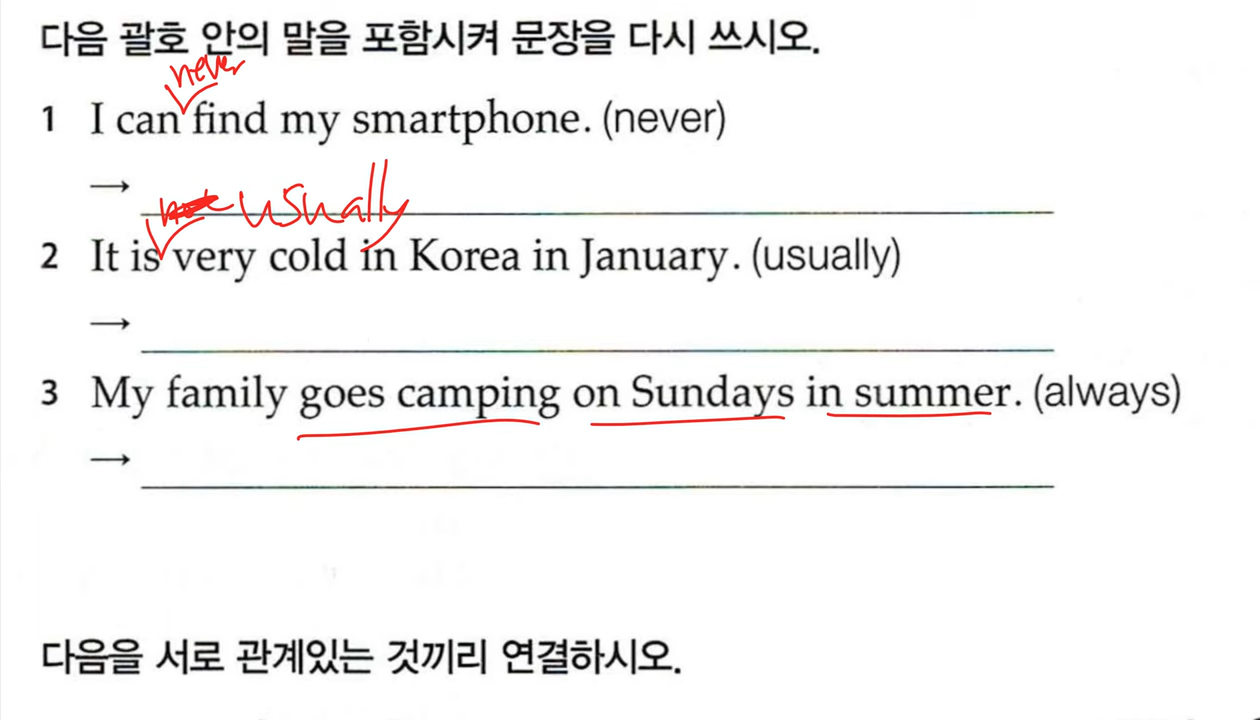 다음 괄호 안의 말을 포함시켜 문장을 다시 쓰시오.
never
1 I can find my smartphone. (never)
→
usually
2 It is very cold in Korea in January. (usually)
→
3 My family goes camping on Sundays in summer. (always)
→
다음을 서로 관계있는 것끼리 연결하시오.